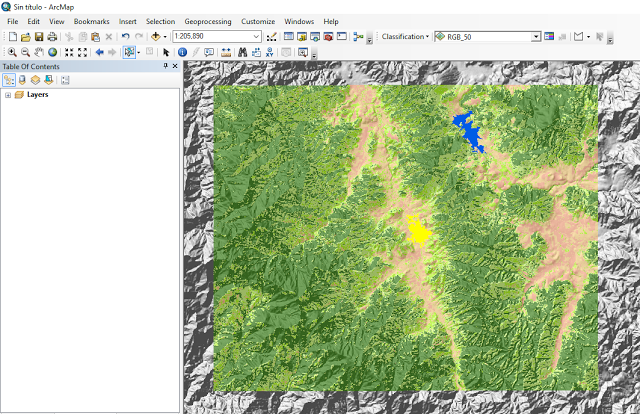 Sin título - ArcMap
File Edit View Bookmarks Insert Selection Geoprocessing Customize Windows Help
1:205,890
Classification RGB_50
Table Of Contents
Layers